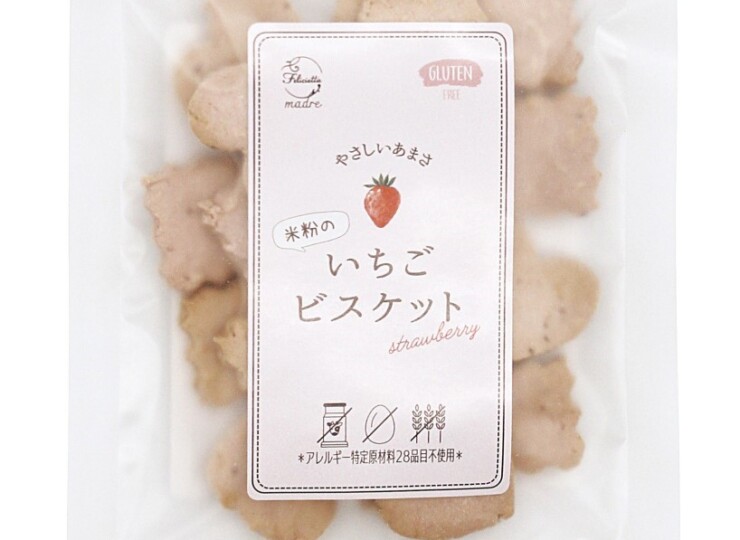 Feliciotto
madre
GLUTEN
FREE
やさしいあまさ
米粉の
いちご
ビスケット
strawberry
*アレルギー特定原材料28品目不使用*